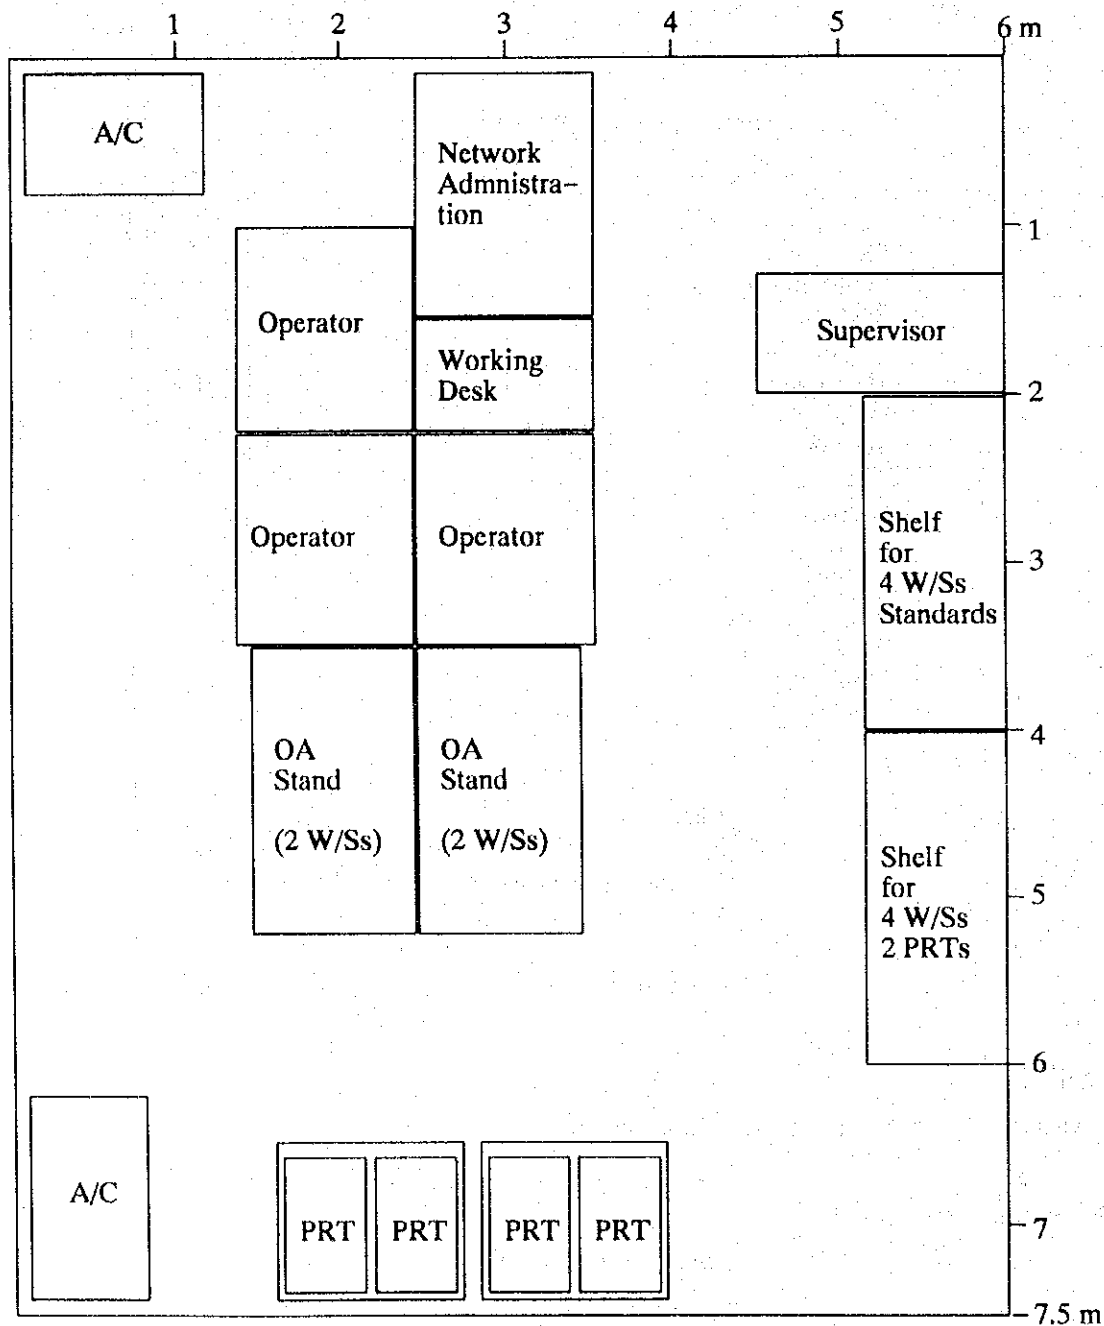 1 2 3 4 5 6 m
A/C
Network
Admnistra-
tion
1
Operator
Supervisor
Working
Desk
2
Operator
Operator
Shelf
for
4 W/Ss
Standards
3
OA
Stand
(2 W/Ss)
OA
Stand
(2 W/Ss)
4
Shelf
for
4 W/Ss
2 PRTs
5
6
A/C
PRT PRT PRT PRT
7
7.5 m